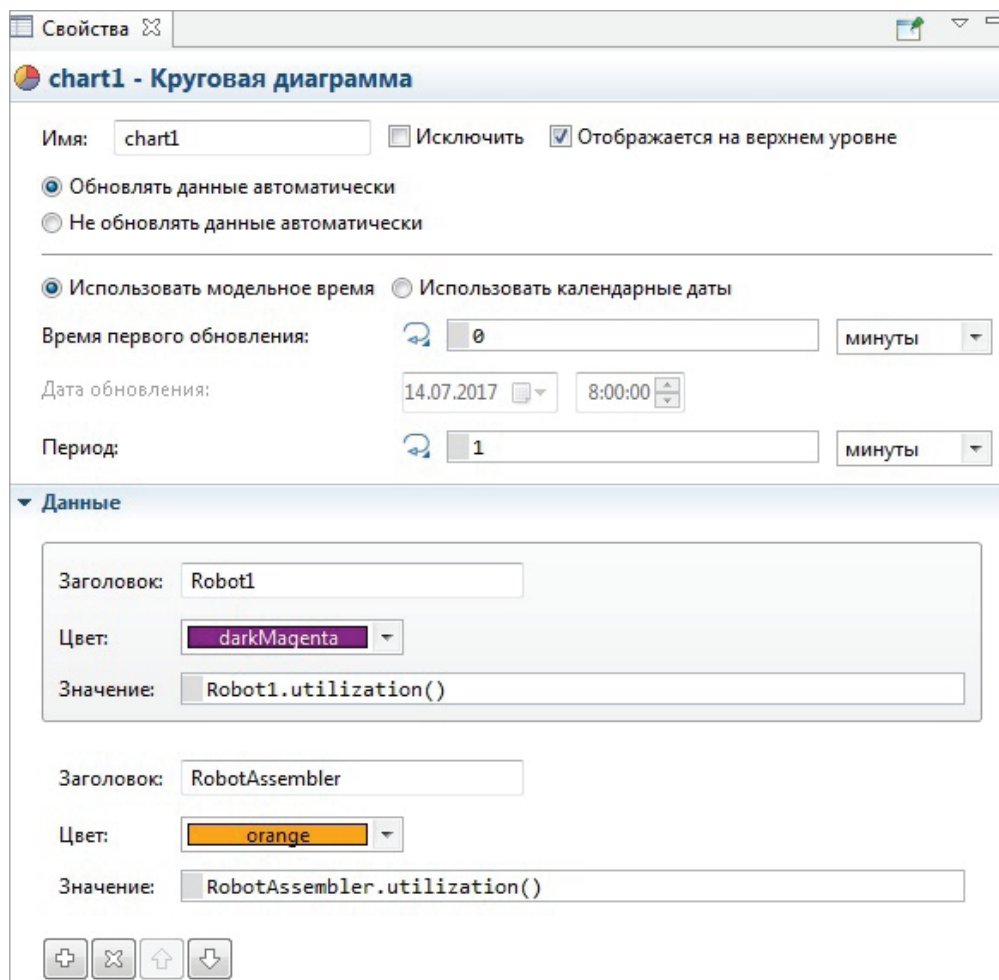 Свойства
chart1 - Круговая диаграмма
Имя: chart1 Исключить Отображается на верхнем уровне
Обновлять данные автоматически
Не обновлять данные автоматически
Использовать модельное время Использовать календарные даты
Время первого обновления: 0 минуты
Дата обновления: 14.07.2017 8:00:00
Период: 1 минуты
Данные
Заголовок: Robot1
Цвет: darkMagenta
Значение: Robot1.utilization()
Заголовок: RobotAssembler
Цвет: orange
Значение: RobotAssembler.utilization()